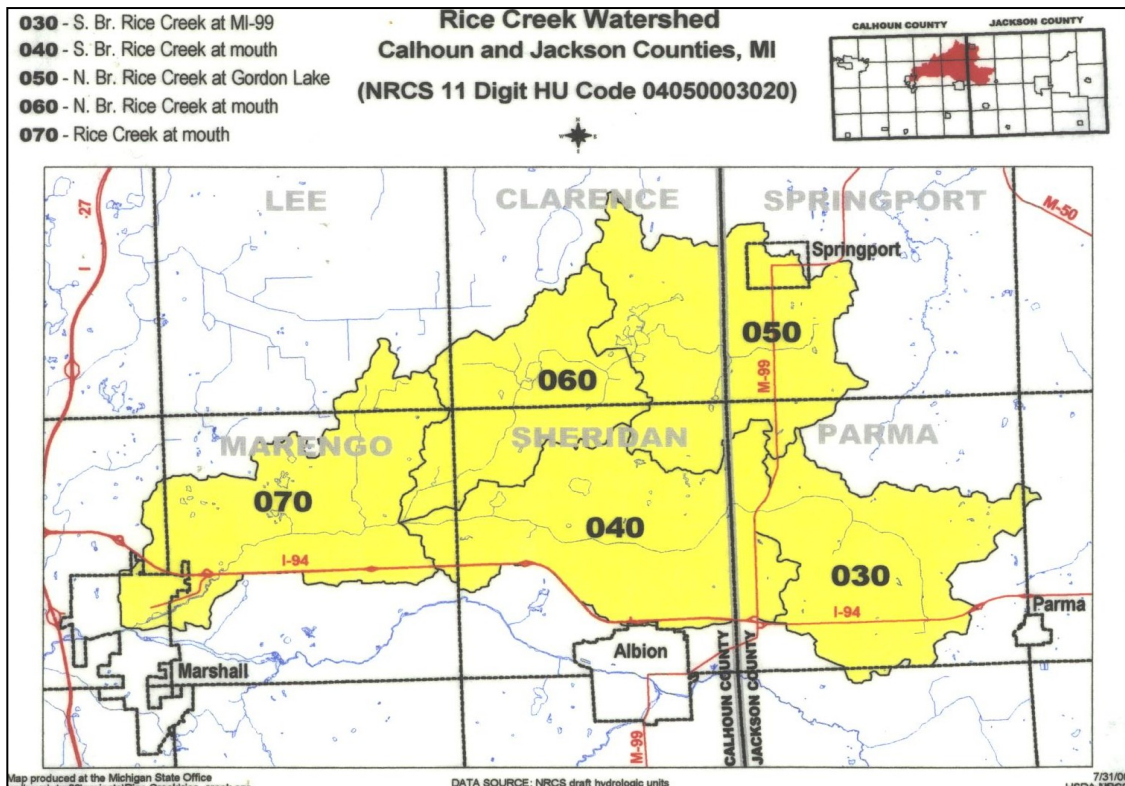 030 - S. Br. Rice Creek at MI-99
040 - S. Br. Rice Creek at mouth
050 - N. Br. Rice Creek at Gordon Lake
060 - N. Br. Rice Creek at mouth
070 - Rice Creek at mouth
Rice Creek Watershed
Calhoun and Jackson Counties, MI
(NRCS 11 Digit HU Code 04050003020)
CALHOUN COUNTY
JACKSON COUNTY
LEE
CLARENCE
SPRINGPORT
I-27
M-50
Springport
050
060
M-99
MARENGO
SHERIDAN
PARMA
070
040
030
I-94
I-94
Parma
Marshall
Albion
CALHOUN COUNTY
JACKSON COUNTY
M-99
Map produced at the Michigan State Office
DATA SOURCE: NRCS draft hydrologic units